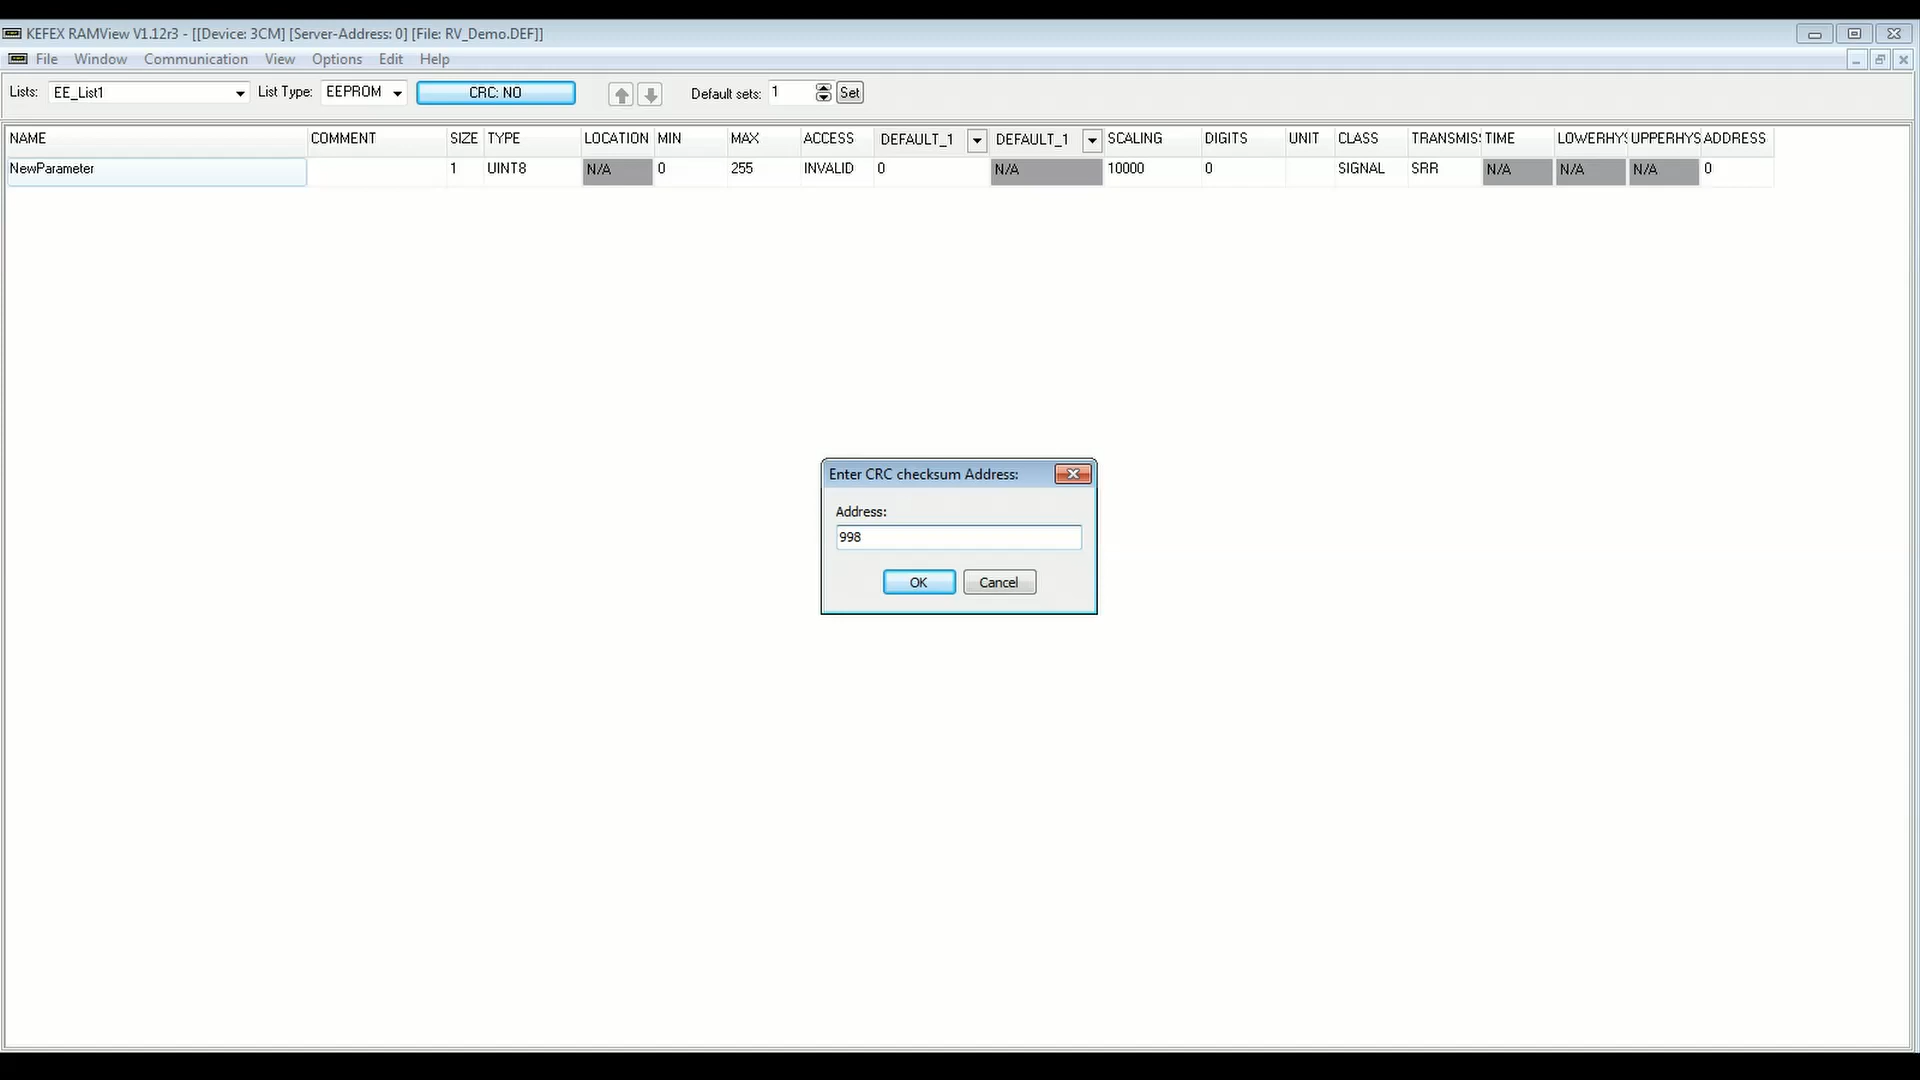 KEFEX RAMView V1.12r3 - [[Device: 3CM] [Server-Address: 0] [File: RV_Demo.DEF]]
File Window Communication View Options Edit Help
Lists: EE_List1 List Type: EEPROM CRC: NO Default sets: 1 Set
NAME COMMENT SIZE TYPE LOCATION MIN MAX ACCESS DEFAULT_1 DEFAULT_1 SCALING DIGITS UNIT CLASS TRANSMIS TIME LOWERHYS UPPERHYS ADDRESS
NewParameter 1 UINT8 N/A 0 255 INVALID 0 N/A 10000 0 SIGNAL SRR N/A N/A N/A 0
Enter CRC checksum Address:
Address:
998
OK Cancel